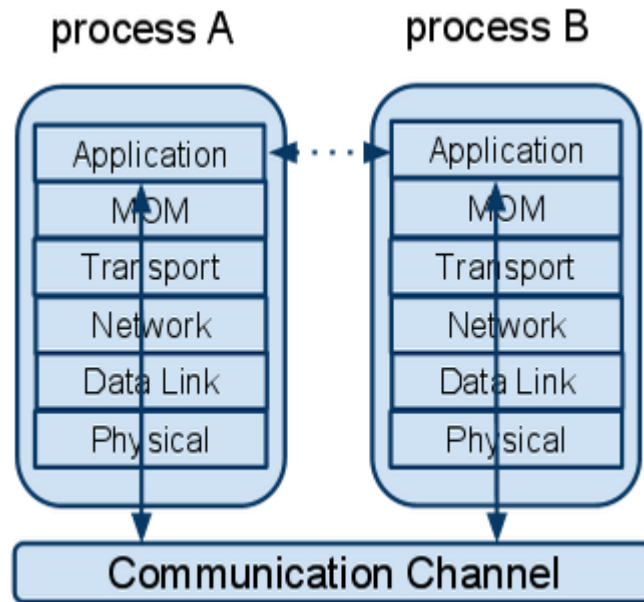 process A
process B
Application
MOM
Transport
Network
Data Link
Physical
Application
MOM
Transport
Network
Data Link
Physical
Communication Channel